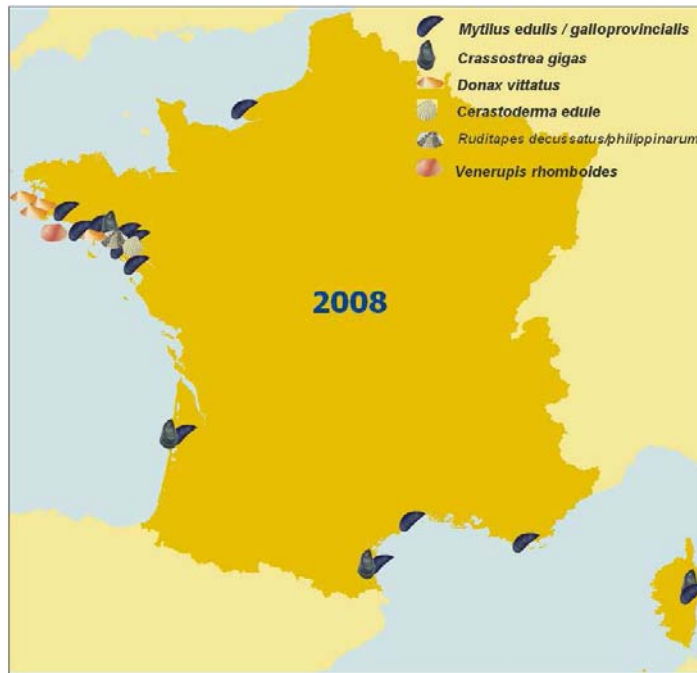 Mytilus edulis / galloprovincialis
Crassostrea gigas
Donax vittatus
Cerastoderma edule
Ruditapes decussatus/philippinarum
Venerupis rhomboides
2008